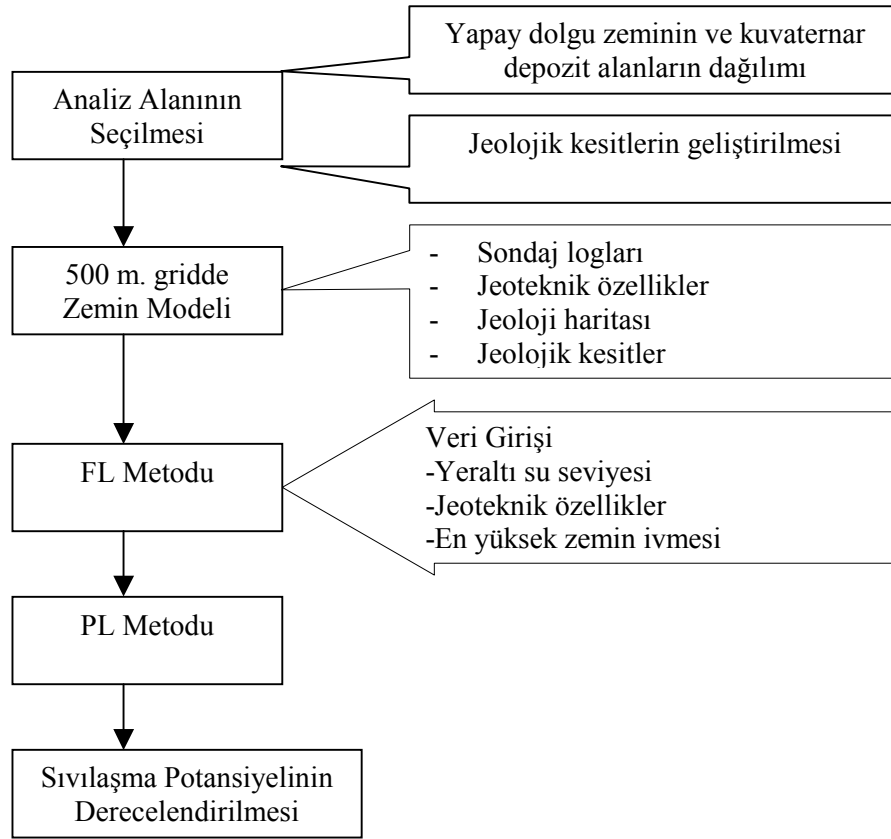 Yapay dolgu zeminin ve kuvaternar
depozit alanların dağılımı
Analiz Alanının
Seçilmesi
Jeolojik kesitlerin geliştirilmesi
500 m. gridde
Zemin Modeli
- Sondaj logları
- Jeoteknik özellikler
- Jeoloji haritası
- Jeolojik kesitler
FL Metodu
Veri Girişi
-Yeraltı su seviyesi
-Jeoteknik özellikler
-En yüksek zemin ivmesi
PL Metodu
Sıvılaşma Potansiyelinin
Derecelendirilmesi